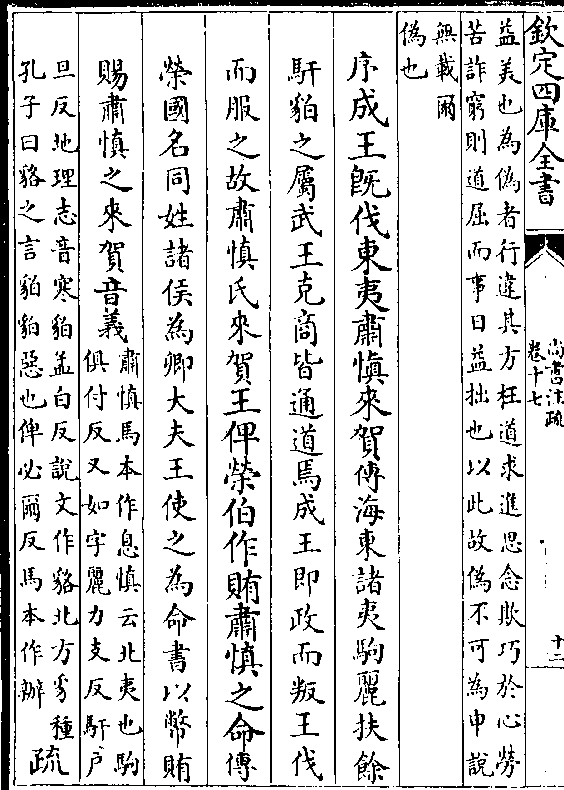 欽定四庫全書
尚書注疏
卷十七
十三
益美也為偽者行違其方枉道求進思念欺巧於心勞
苦詐窮則道屈而事日益拙也以此故偽不可為申說
無載爾
偽也
序成王既伐東夷肅慎來賀傳海東諸夷駒麗扶餘
馯貊之屬武王克商皆通道焉成王即政而叛王伐
而服之故肅慎氏來賀王俾榮伯作賄肅慎之命傳
榮國名同姓諸侯為卿大夫王使之為命書以幣賄
賜肅慎之來賀音義
肅慎馬本作息慎云北夷也駒
俱付反又如字麗力支反馯戶
旦反地理志音寒貊孟白反說文作貉北方豸種
孔子曰貉之言貊貊惡也俾必爾反馬本作辦
疏